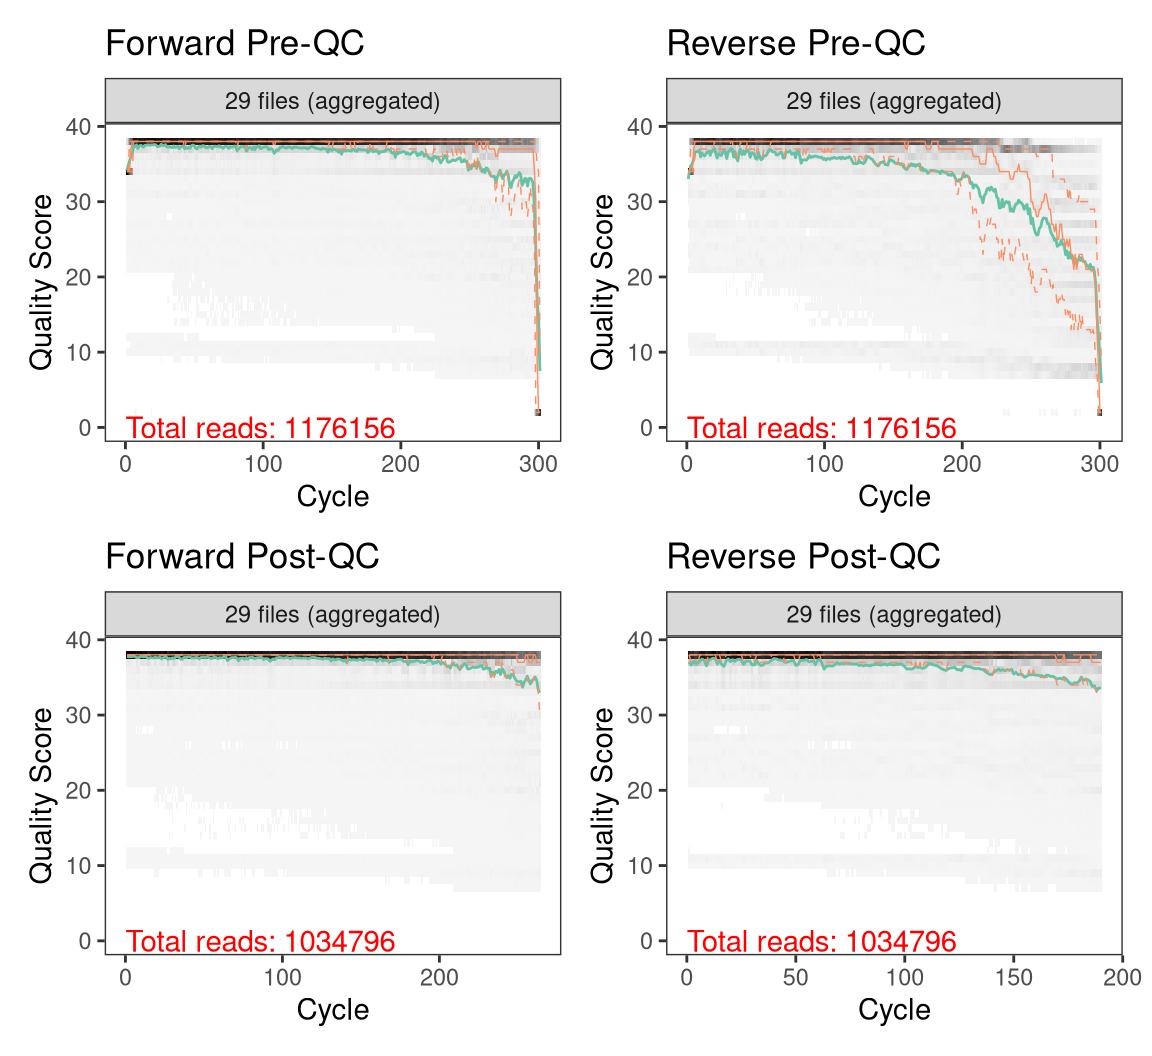 Forward Pre-QC
29 files (aggregated)
Quality Score
40
30
20
10
0
Total reads: 1176156
0 100 200 300
Cycle
Reverse Pre-QC
29 files (aggregated)
Quality Score
40
30
20
10
0
Total reads: 1176156
0 100 200 300
Cycle
Forward Post-QC
29 files (aggregated)
Quality Score
40
30
20
10
0
Total reads: 1034796
0 100 200
Cycle
Reverse Post-QC
29 files (aggregated)
Quality Score
40
30
20
10
0
Total reads: 1034796
0 50 100 150 200
Cycle